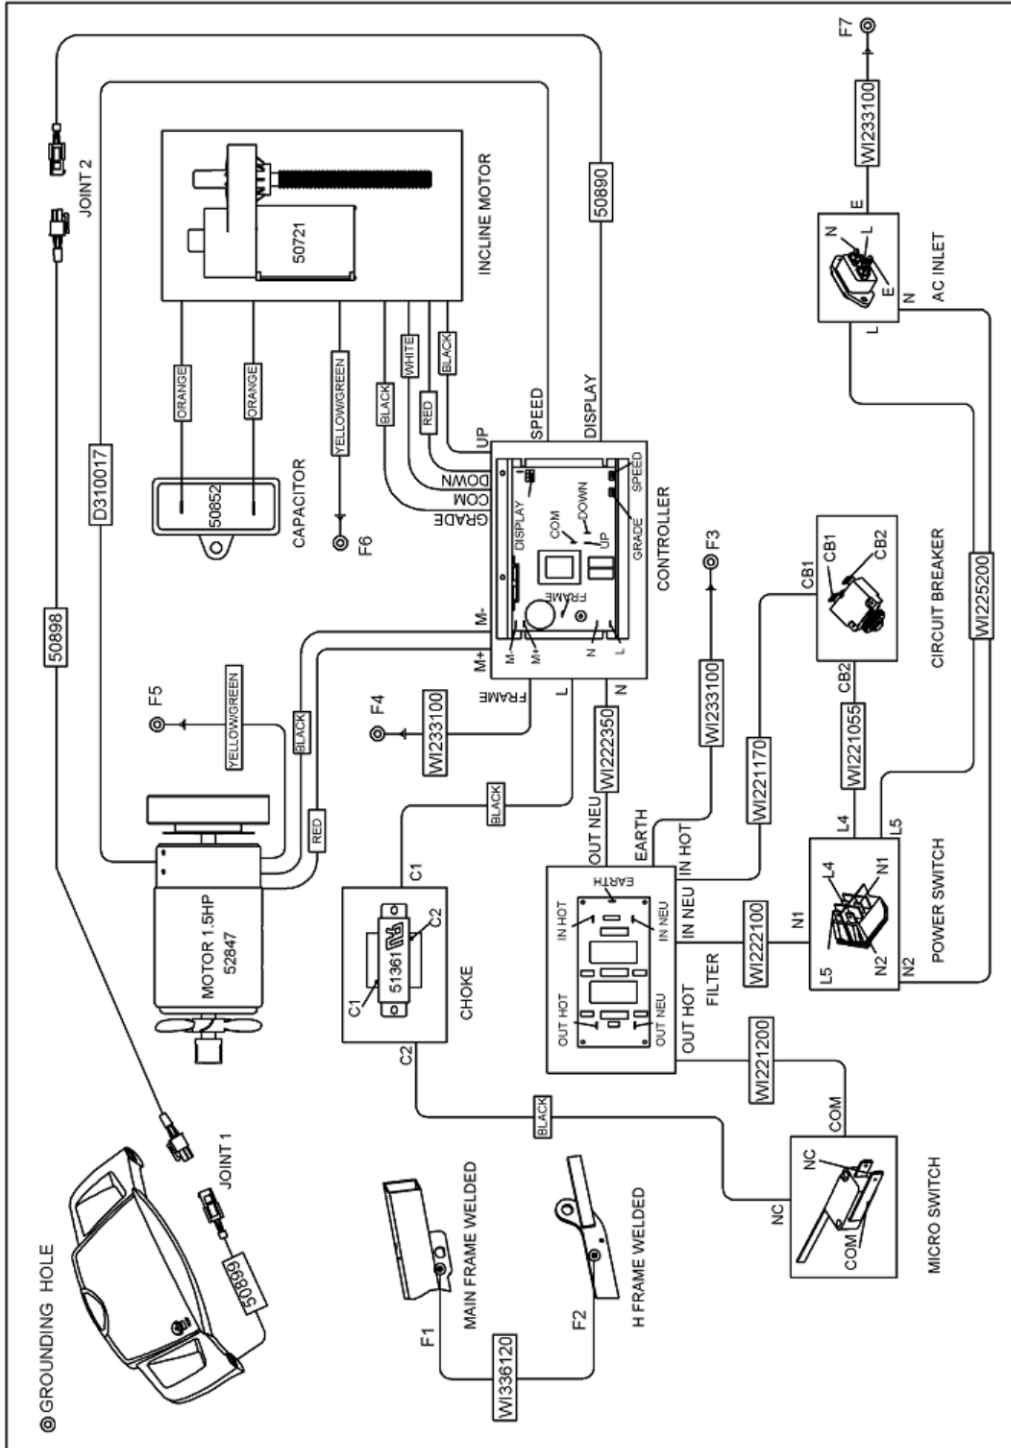 GROUNDING HOLE
50899
JOINT 1
50898
JOINT 2
D310017
MOTOR 1.5HP
52847
F5
YELLOW/GREEN
BLACK
RED
CAPACITOR
50852
ORANGE
ORANGE
F6
YELLOW/GREEN
BLACK
WHITE
RED
BLACK
INCLINE MOTOR
50721
50890
MAIN FRAME WELDED
F1
WI336120
F2
H FRAME WELDED
CHOKE
51361
C1
C2
C1
C2
BLACK
BLACK
F4
WI233100
CONTROLLER
M+
M-
GRADE
COM
DOWN
UP
SPEED
DISPLAY
FRAME
L
N
M-
M+
DISPLAY
COM
DOWN
UP
FRAME
N
L
GRADE
SPEED
WI222350
OUT NEU
EARTH
IN HOT
IN NEU
FILTER
OUT HOT
OUT HOT
OUT NEU
IN HOT
IN NEU
EARTH
WI233100
F3
WI221170
WI222100
WI221200
MICRO SWITCH
NC
COM
NC
COM
POWER SWITCH
N1
N2
L4
L5
L5
L4
N1
N2
WI221055
CIRCUIT BREAKER
CB2
CB1
CB1
CB2
WI225200
AC INLET
L
N
E
N
L
E
WI233100
F7